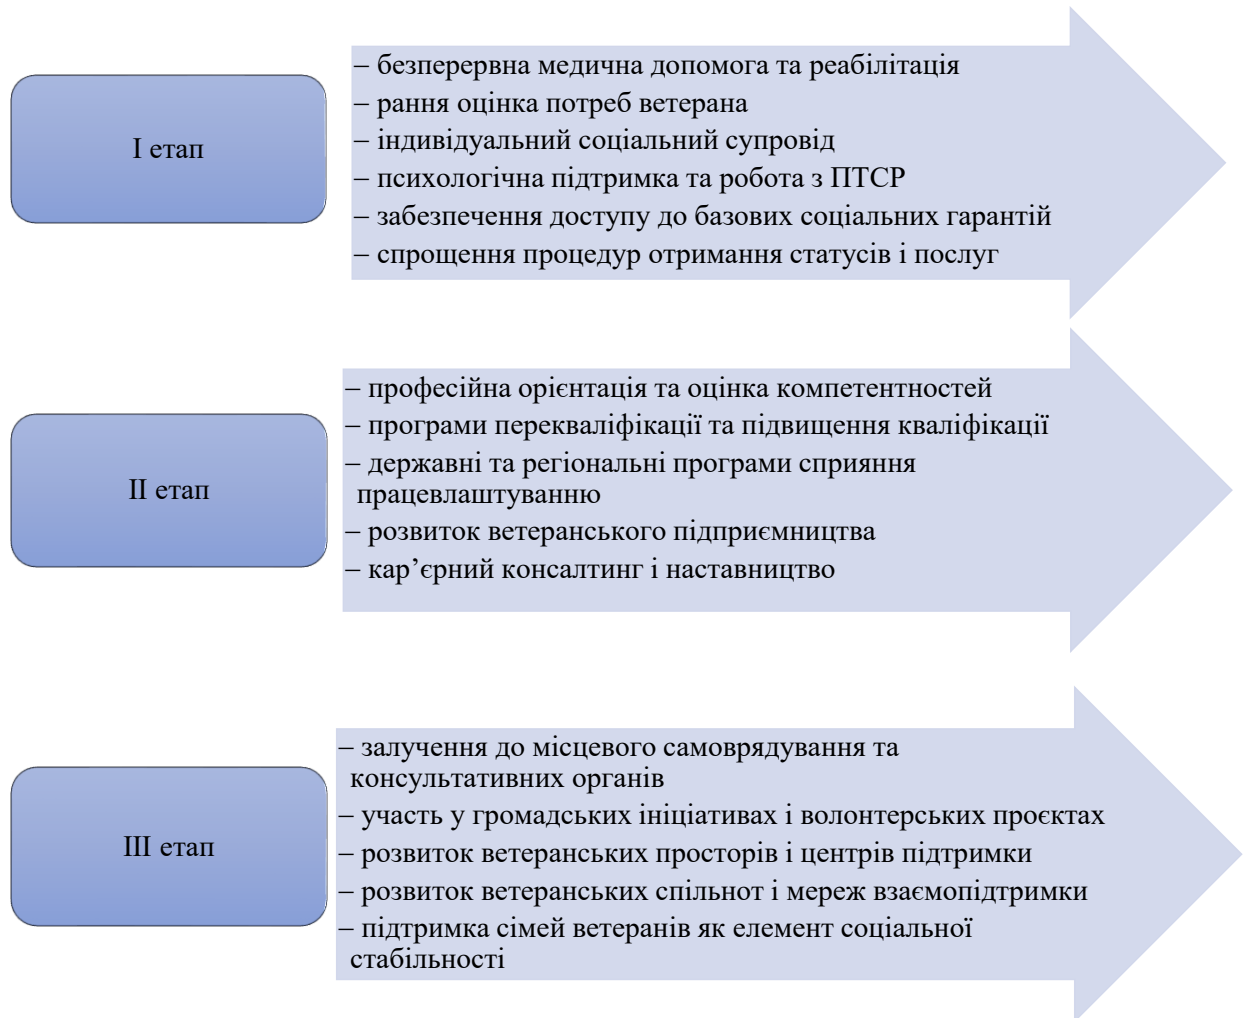 І етап
– безперервна медична допомога та реабілітація
– рання оцінка потреб ветерана
– індивідуальний соціальний супровід
– психологічна підтримка та робота з ПТСР
– забезпечення доступу до базових соціальних гарантій
– спрощення процедур отримання статусів і послуг
ІІ етап
– професійна орієнтація та оцінка компетентностей
– програми перекваліфікації та підвищення кваліфікації
– державні та регіональні програми сприяння
працевлаштуванню
– розвиток ветеранського підприємництва
– кар’єрний консалтинг і наставництво
ІІІ етап
– залучення до місцевого самоврядування та
консультативних органів
– участь у громадських ініціативах і волонтерських проєктах
– розвиток ветеранських просторів і центрів підтримки
– розвиток ветеранських спільнот і мереж взаємопідтримки
– підтримка сімей ветеранів як елемент соціальної
стабільності